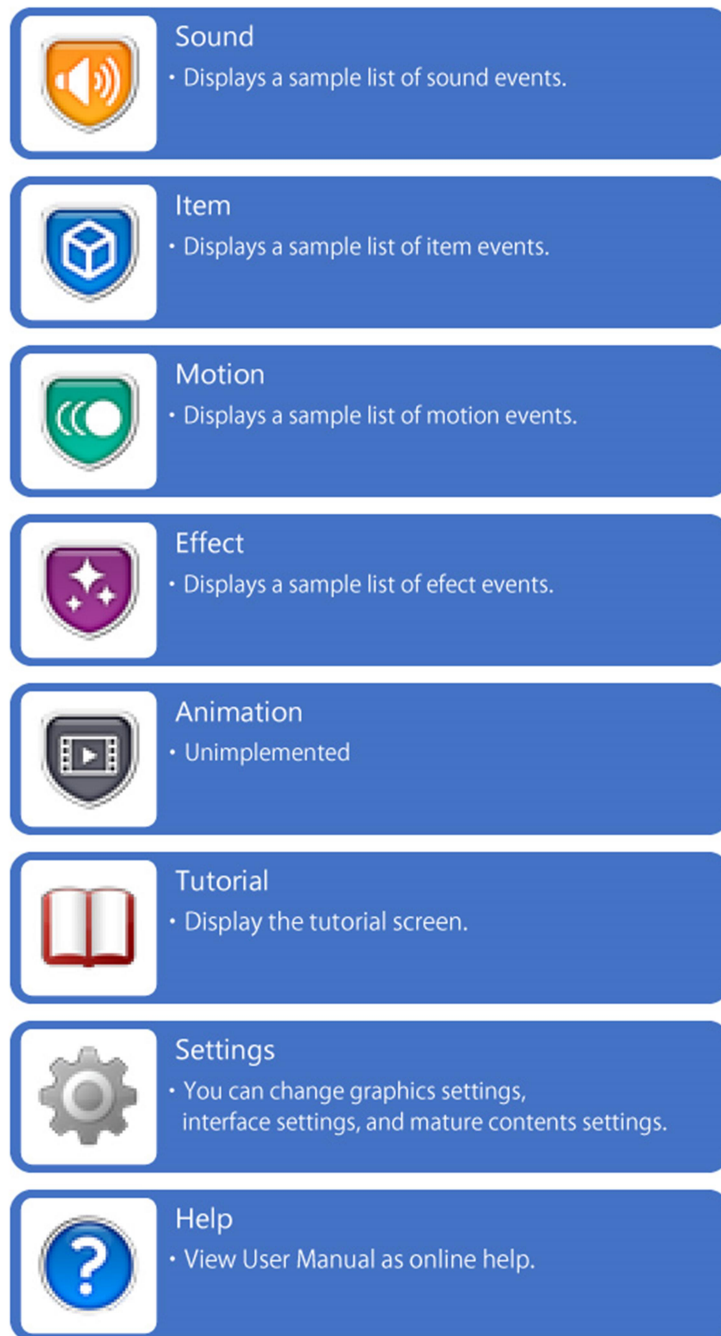 Sound
・Displays a sample list of sound events.
Item
・Displays a sample list of item events.
Motion
・Displays a sample list of motion events.
Effect
・Displays a sample list of efect events.
Animation
・Unimplemented
Tutorial
・Display the tutorial screen.
Settings
・You can change graphics settings,
interface settings, and mature contents settings.
Help
・View User Manual as online help.